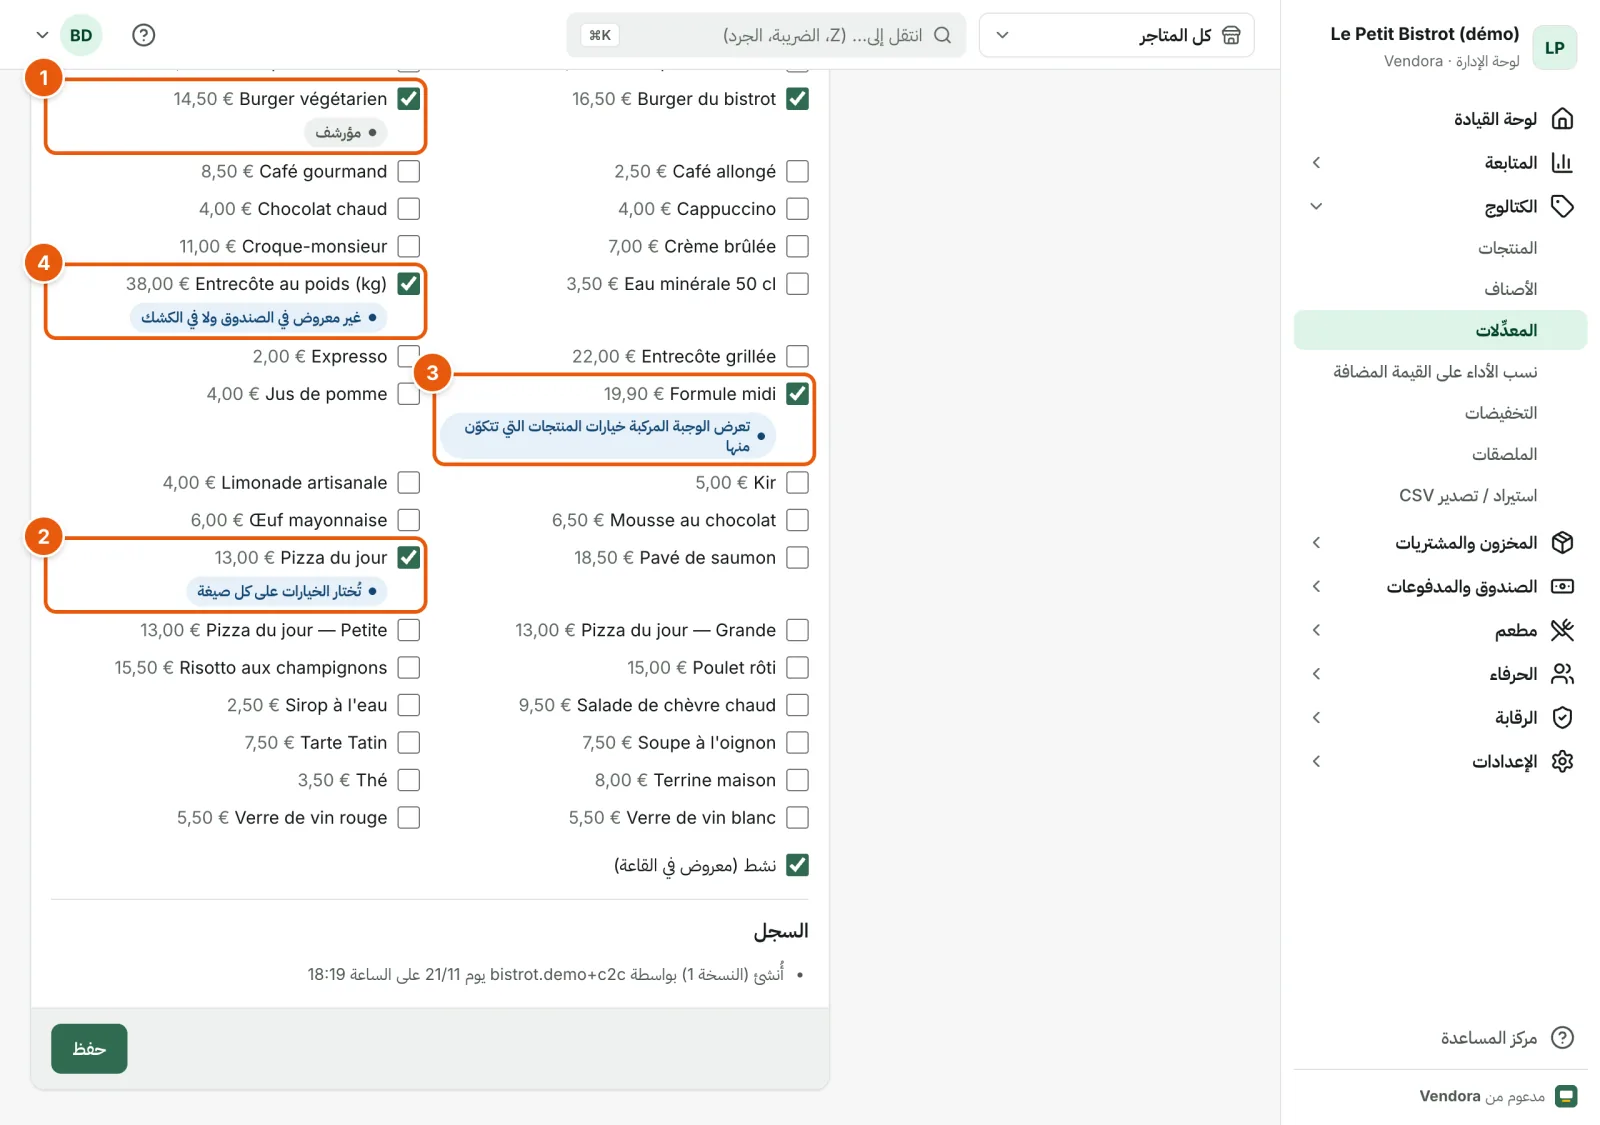 Le Petit Bistrot (démo)
لوحة الإدارة · Vendora
LP
كل المتاجر
انتقل إلى... (Z، الضريبة، الجرد)
⌘K
BD
لوحة القيادة
المتابعة
الكتالوج
المنتجات
الأصناف
المعدِّلات
نسب الأداء على القيمة المضافة
التخفيضات
الملصقات
استيراد / تصدير CSV
المخزون والمشتريات
الصندوق والمدفوعات
مطعم
الحرفاء
الرقابة
الإعدادات
مركز المساعدة
مدعوم من Vendora
Burger du bistrot 16,50 €
1
Burger végétarien 14,50 €
مؤرشف
Café allongé 2,50 €
Café gourmand 8,50 €
Cappuccino 4,00 €
Chocolat chaud 4,00 €
Crème brûlée 7,00 €
Croque-monsieur 11,00 €
Eau minérale 50 cl 3,50 €
4
Entrecôte au poids (kg) 38,00 €
غير معروض في الصندوق ولا في الكشك
Entrecôte grillée 22,00 €
Expresso 2,00 €
3
Formule midi 19,90 €
تعرض الوجبة المركبة خيارات المنتجات التي تتكوّن
منها
Jus de pomme 4,00 €
Kir 5,00 €
Limonade artisanale 4,00 €
Mousse au chocolat 6,50 €
Œuf mayonnaise 6,00 €
Pavé de saumon 18,50 €
2
Pizza du jour 13,00 €
تُختار الخيارات على كل صيغة
Pizza du jour — Grande 13,00 €
Pizza du jour — Petite 13,00 €
Poulet rôti 15,00 €
Risotto aux champignons 15,50 €
Salade de chèvre chaud 9,50 €
Sirop à l'eau 2,50 €
Soupe à l'oignon 7,50 €
Tarte Tatin 7,50 €
Terrine maison 8,00 €
Thé 3,50 €
Verre de vin blanc 5,50 €
Verre de vin rouge 5,50 €
نشط (معروض في القاعة)
السجل
• أُنشئ (النسخة 1) بواسطة bistrot.demo+c2c يوم 21/11 على الساعة 18:19
حفظ